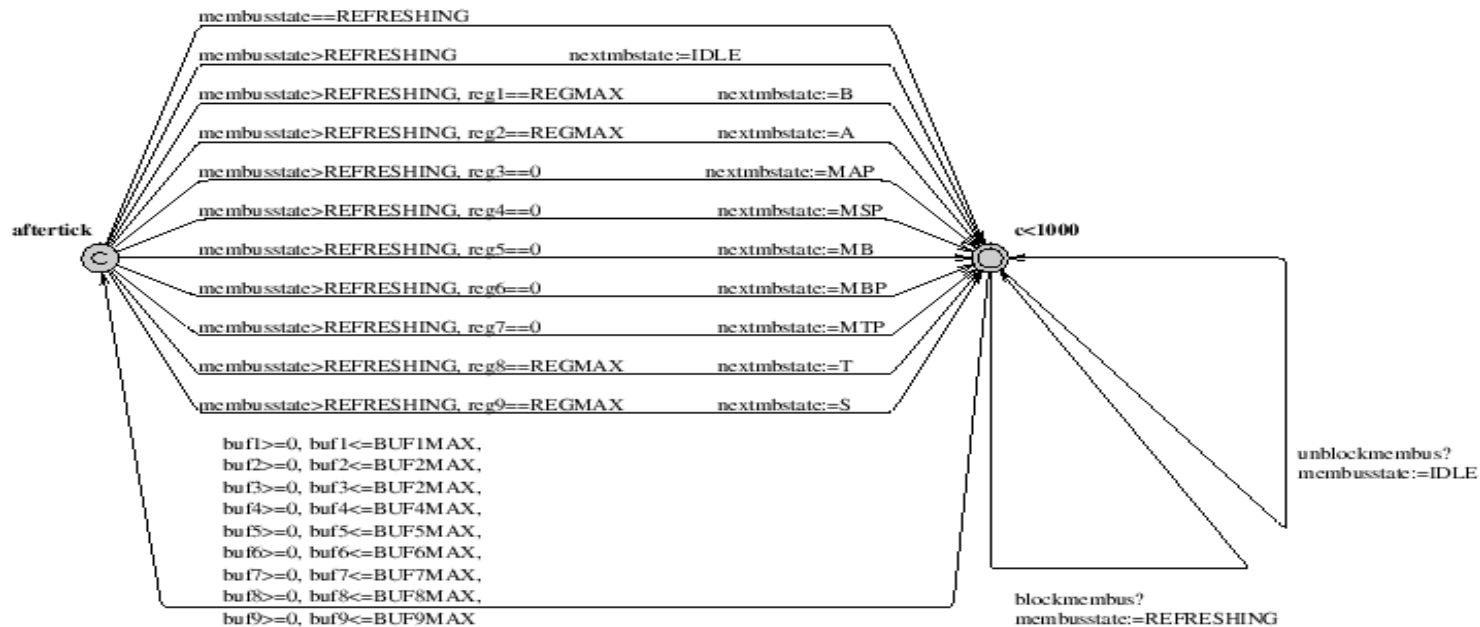 membusstate==REFRESHING
membusstate>REFRESHING nextmbstate:=IDLE
membusstate>REFRESHING, reg1==REGMAX nextmbstate:=B
membusstate>REFRESHING, reg2==REGMAX nextmbstate:=A
membusstate>REFRESHING, reg3==0 nextmbstate:=MAP
membusstate>REFRESHING, reg4==0 nextmbstate:=MSP
aftertick c<1000
C
membusstate>REFRESHING, reg5==0 nextmbstate:=MB
membusstate>REFRESHING, reg6==0 nextmbstate:=MBP
membusstate>REFRESHING, reg7==0 nextmbstate:=MTP
membusstate>REFRESHING, reg8==REGMAX nextmbstate:=T
membusstate>REFRESHING, reg9==REGMAX nextmbstate:=S
buf1>=0, buf1<=BUF1MAX,
buf2>=0, buf2<=BUF2MAX,
buf3>=0, buf3<=BUF2MAX,
buf4>=0, buf4<=BUF4MAX,
buf5>=0, buf5<=BUF5MAX,
buf6>=0, buf6<=BUF6MAX,
buf7>=0, buf7<=BUF7MAX,
buf8>=0, buf8<=BUF8MAX,
buf9>=0, buf9<=BUF9MAX
unblockmembus?
membusstate:=IDLE
blockmembus?
membusstate:=REFRESHING